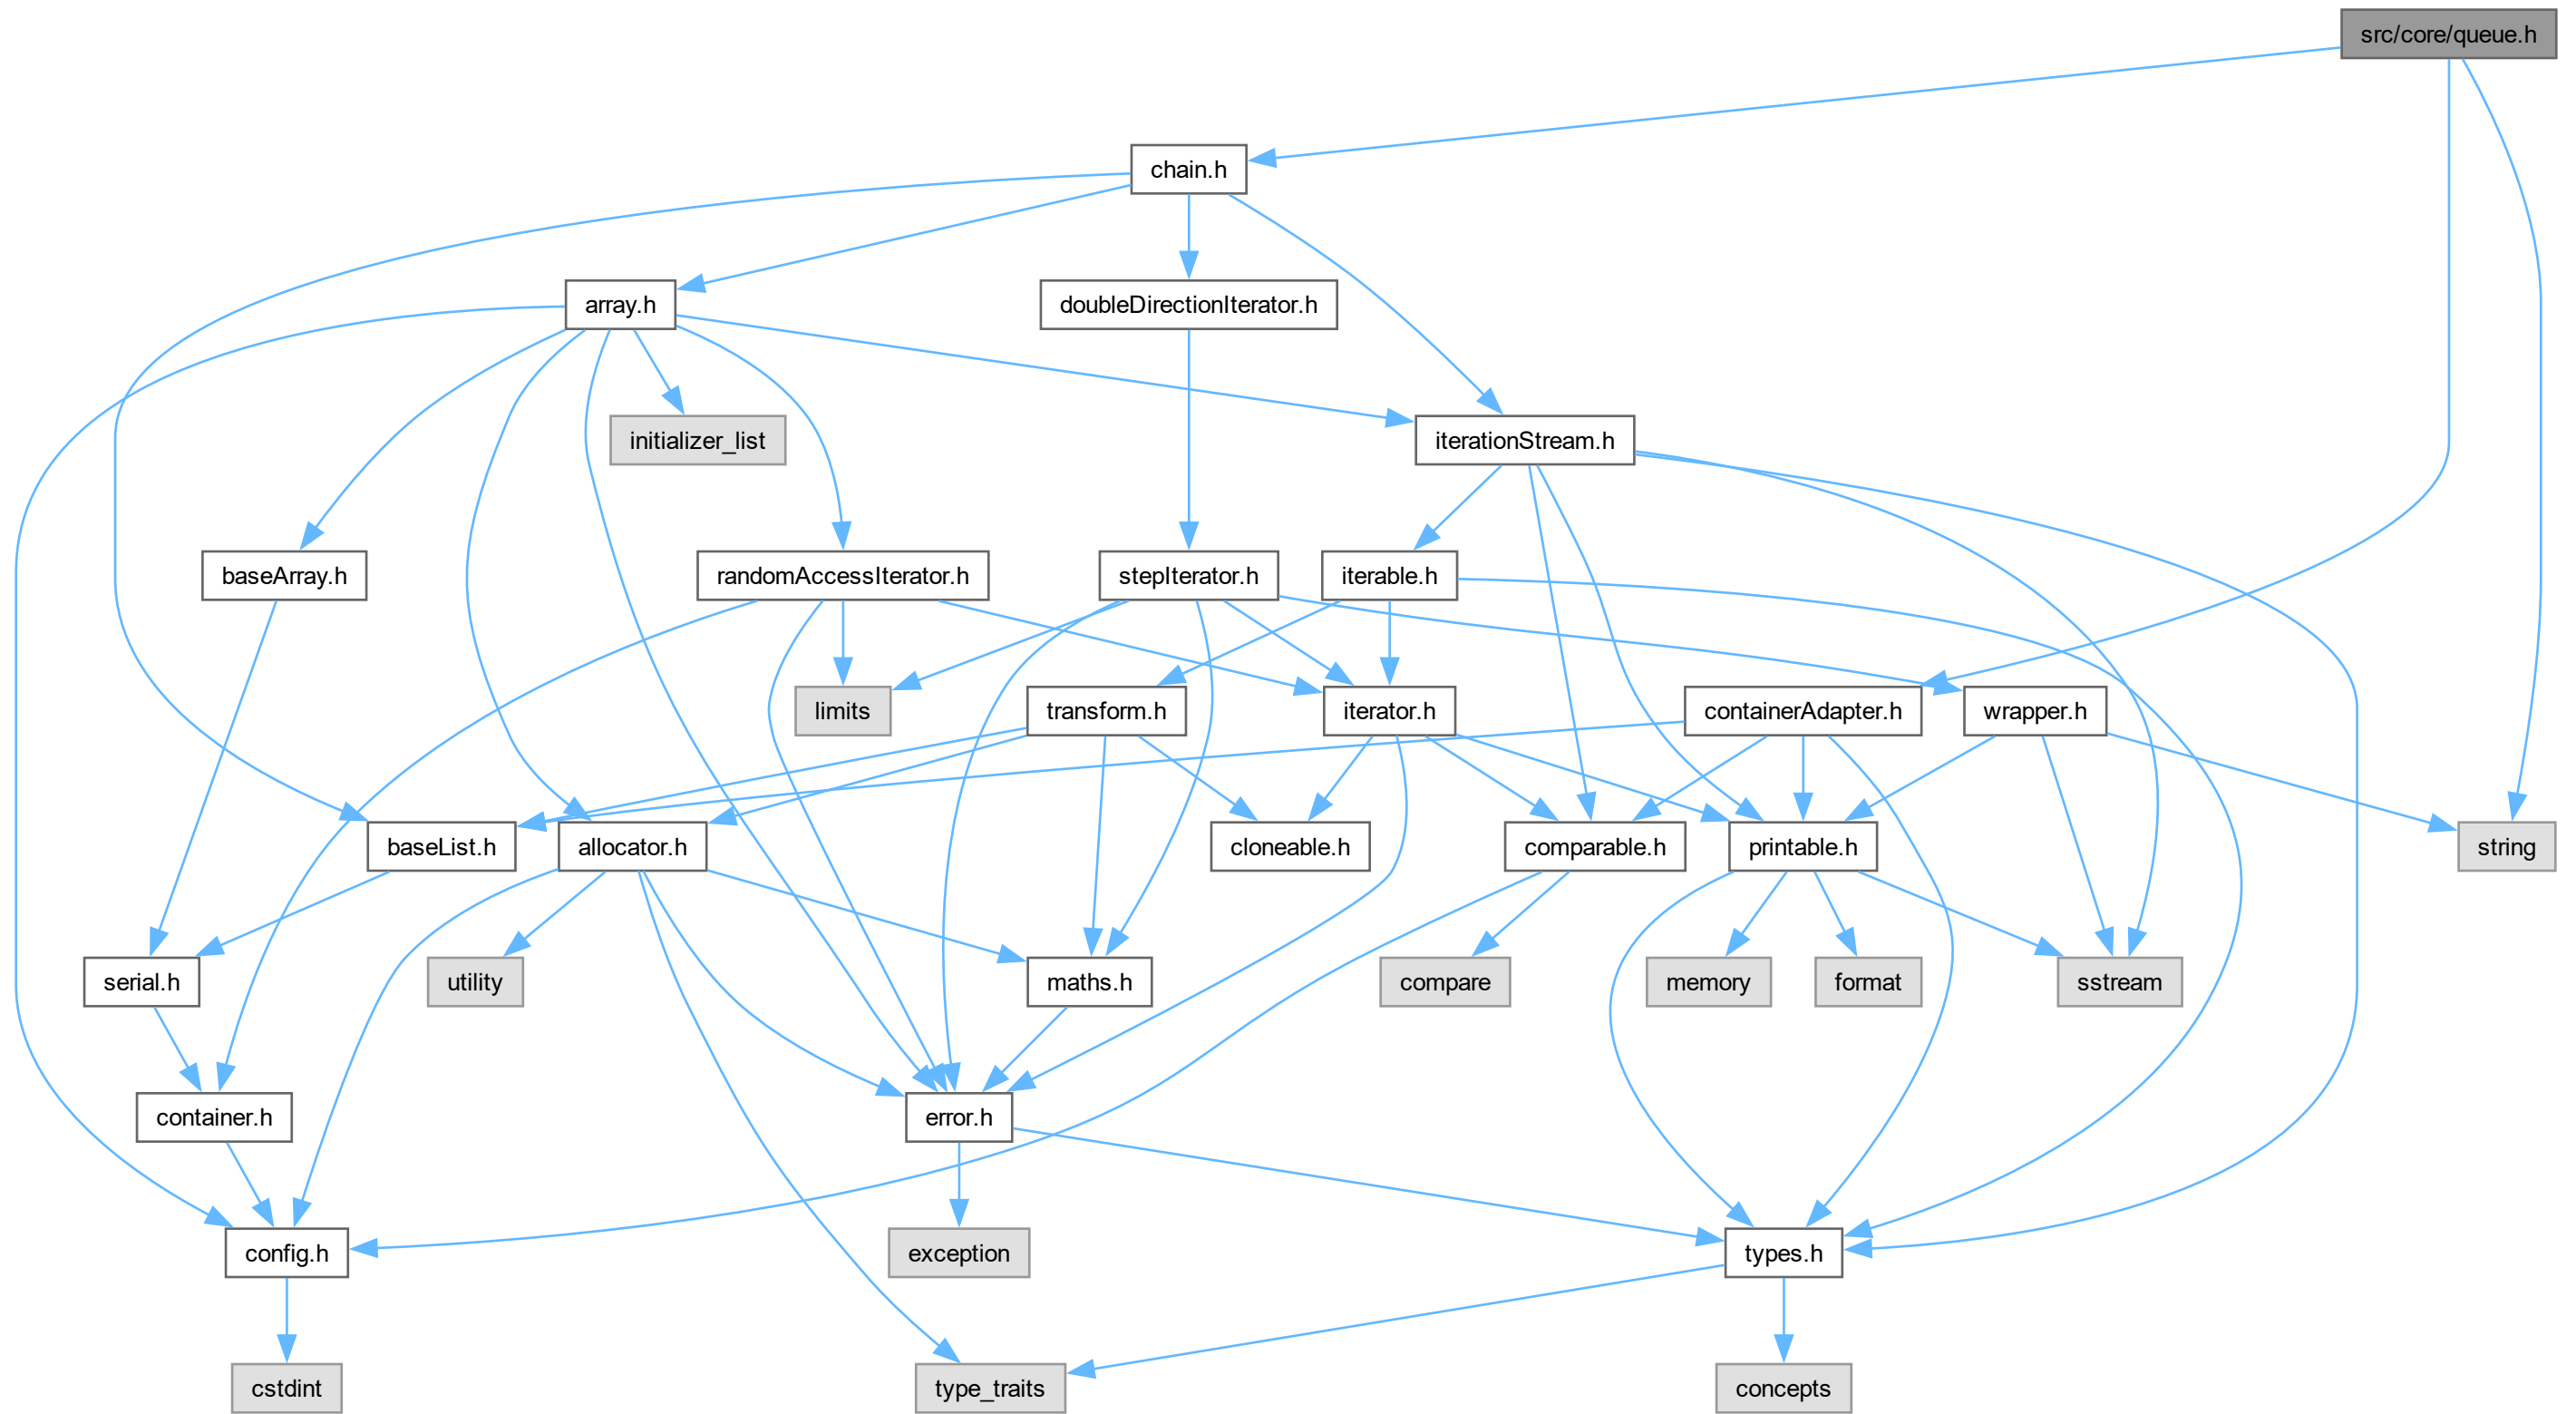 src/core/queue.h
chain.h
array.h
doubleDirectionIterator.h
initializer_list
iterationStream.h
baseArray.h
randomAccessIterator.h
stepIterator.h
iterable.h
limits
transform.h
iterator.h
containerAdapter.h
wrapper.h
baseList.h
allocator.h
cloneable.h
comparable.h
printable.h
string
serial.h
utility
maths.h
compare
memory
format
sstream
container.h
error.h
config.h
exception
types.h
cstdint
type_traits
concepts